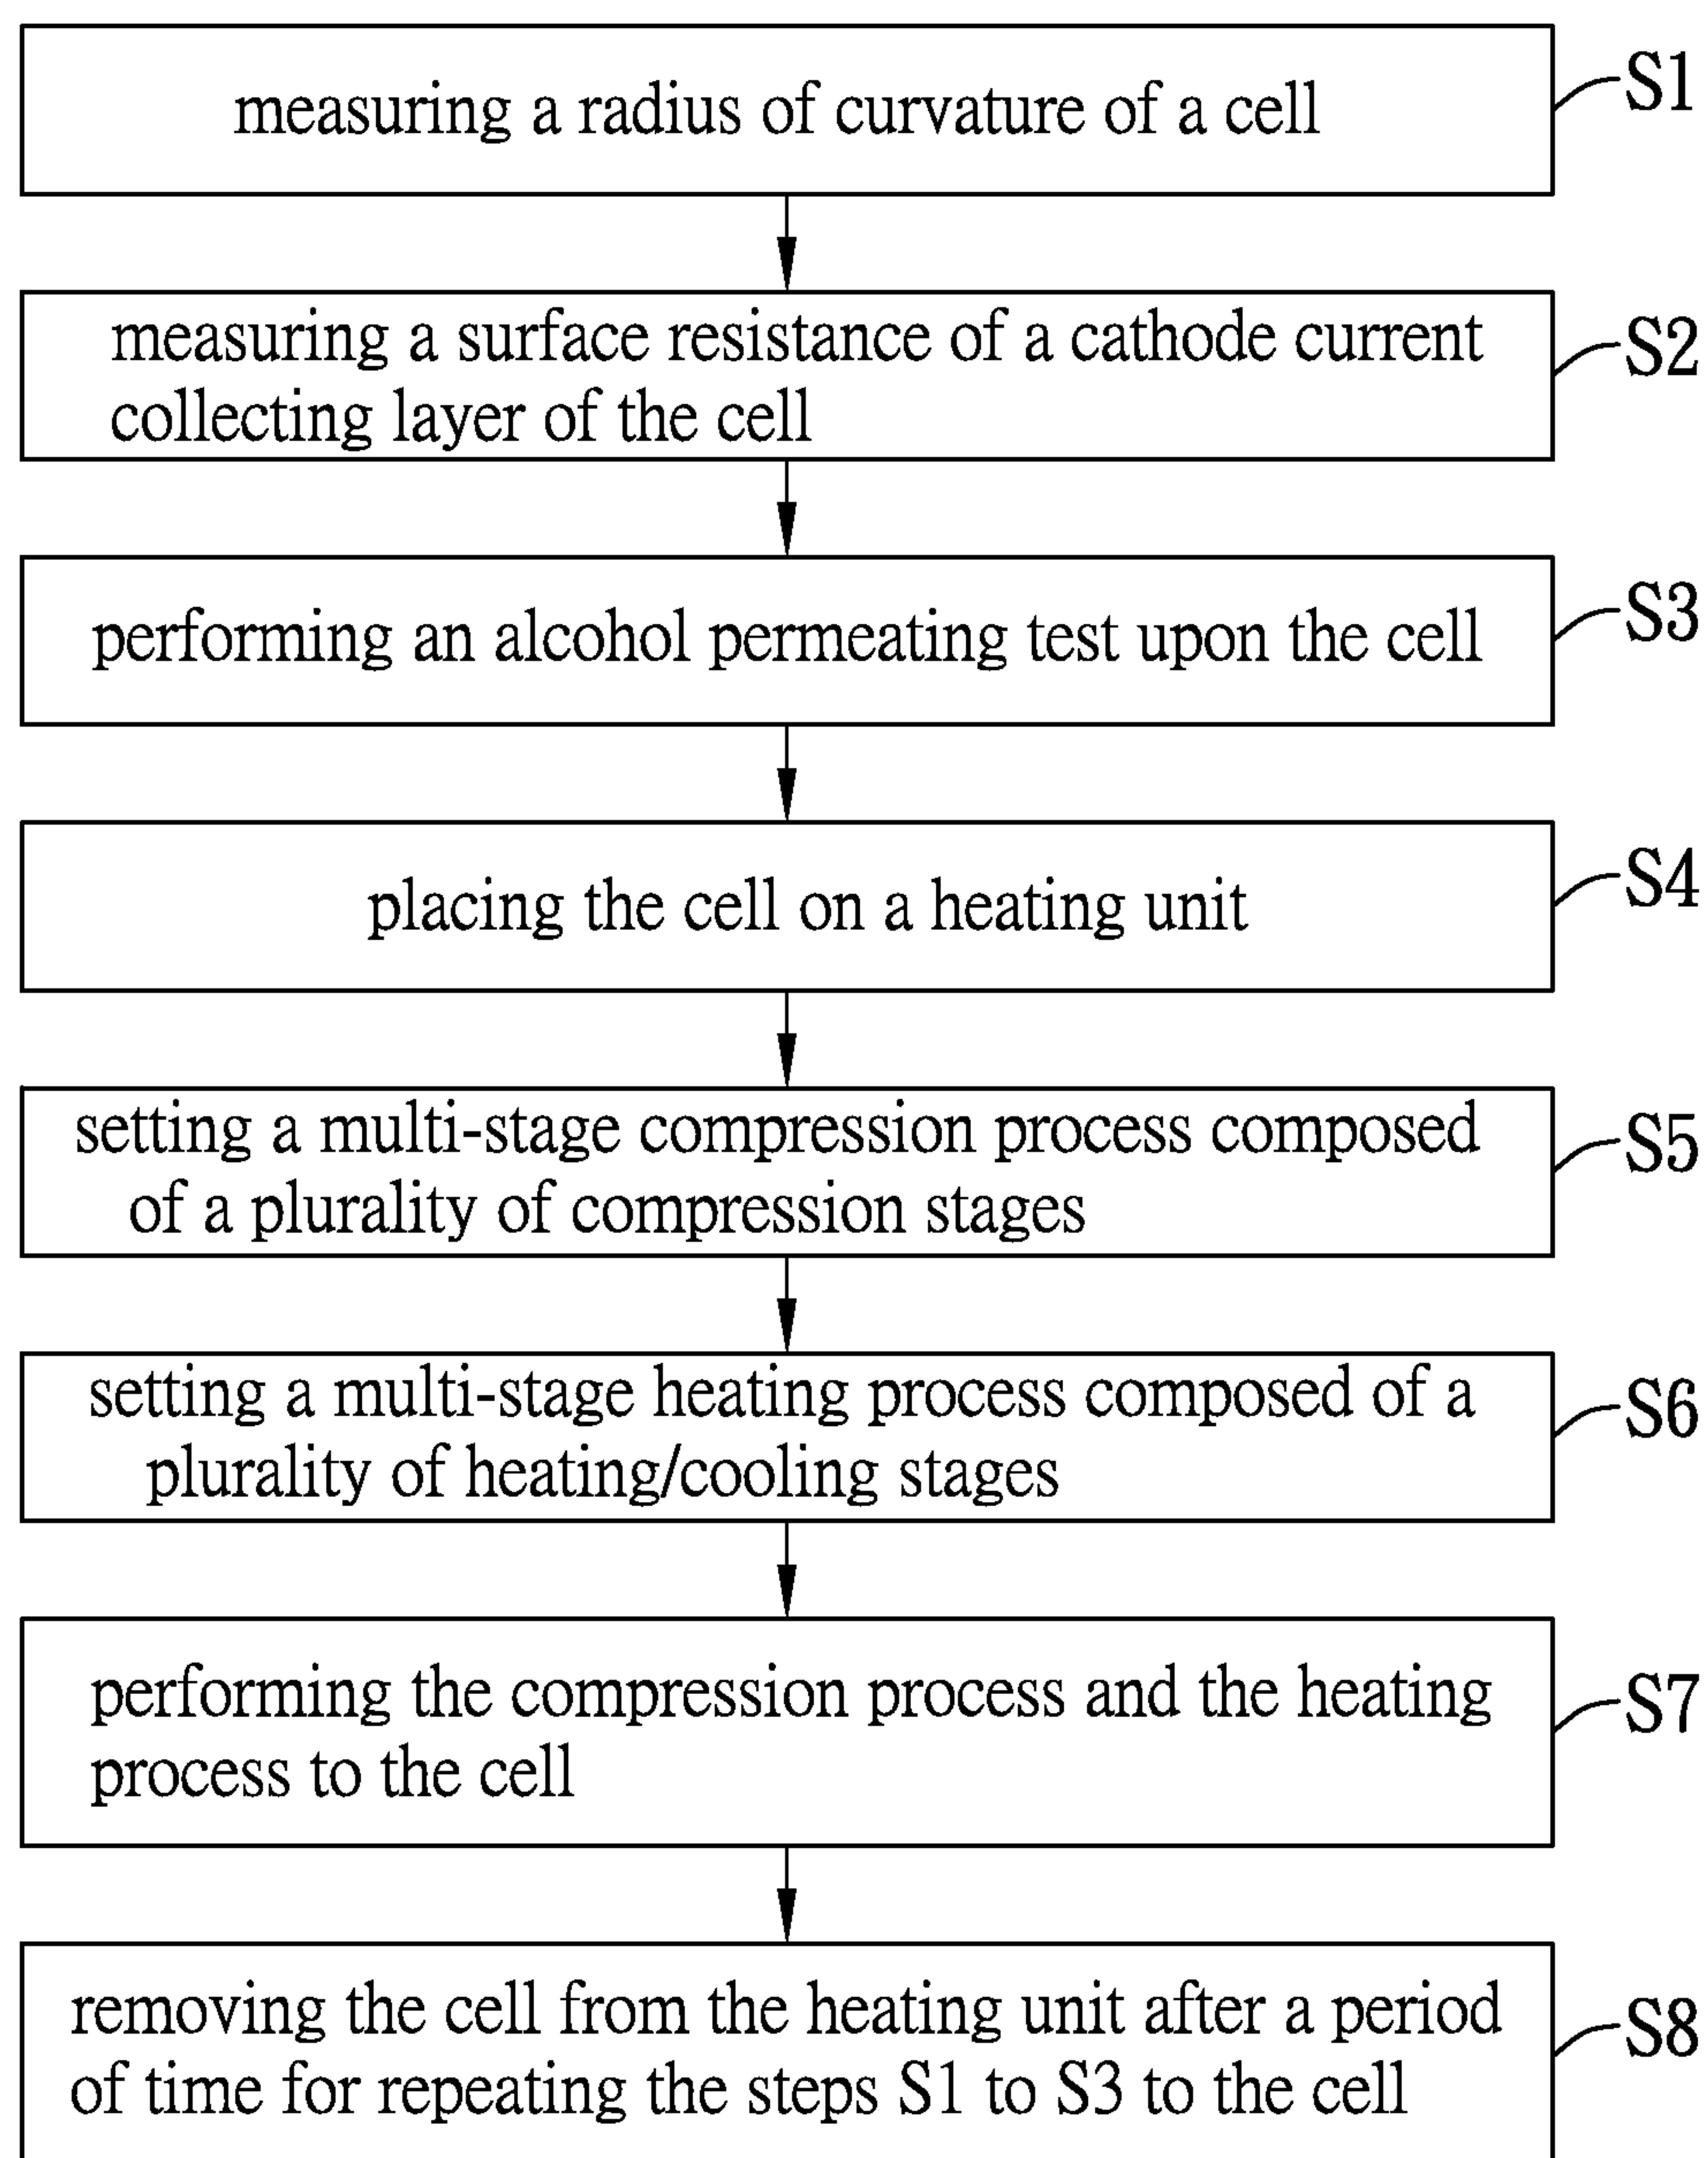 measuring a radius of curvature of a cell
S1
measuring a surface resistance of a cathode current
collecting layer of the cell
S2
performing an alcohol permeating test upon the cell
S3
placing the cell on a heating unit
S4
setting a multi-stage compression process composed
of a plurality of compression stages
S5
setting a multi-stage heating process composed of a
plurality of heating/cooling stages
S6
performing the compression process and the heating
process to the cell
S7
removing the cell from the heating unit after a period
of time for repeating the steps S1 to S3 to the cell
S8